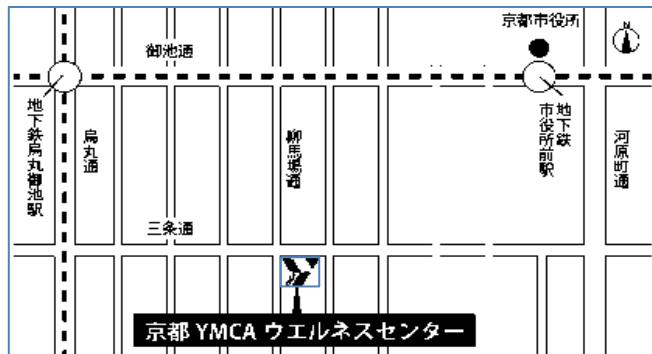 京都市役所
N
御池通
地下鉄烏丸御池駅
烏丸通
柳馬場通
地下鉄
市役所前駅
河原町通
三条通
京都 YMCA ウエルネスセンター